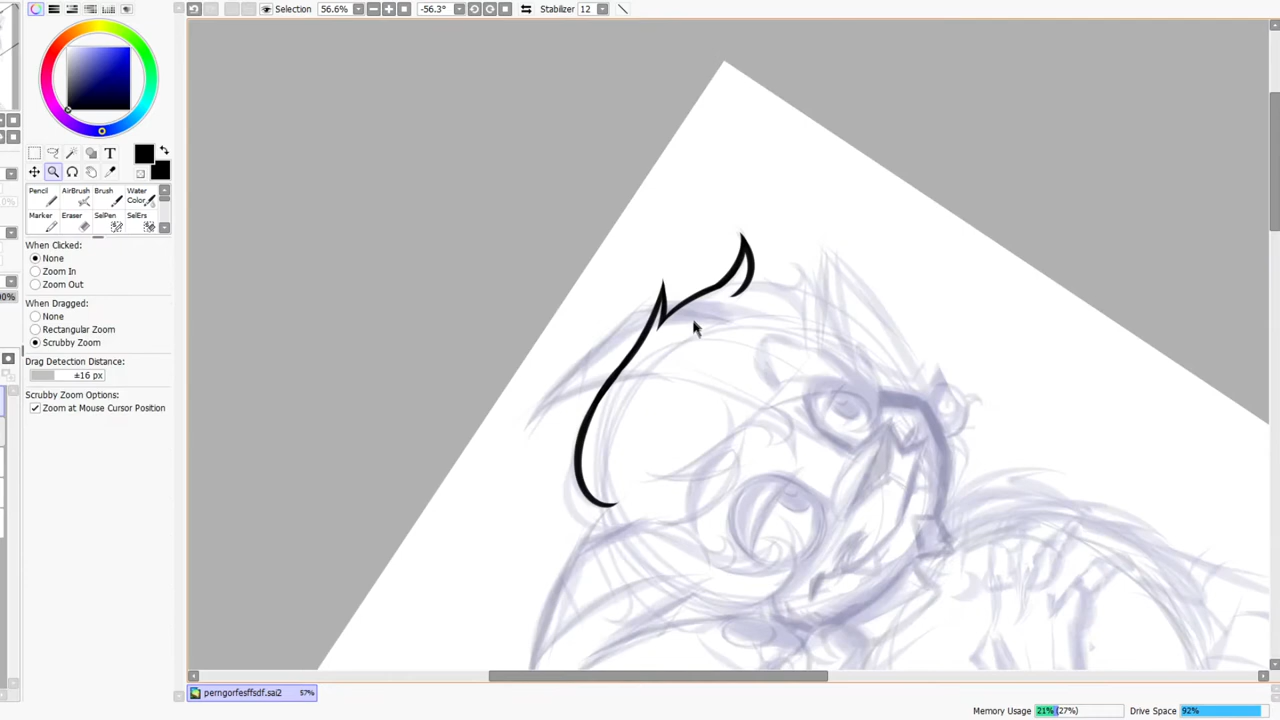 Selection 56.6% -56.3° Stabilizer 12
T
Pencil AirBrush Brush Water Color
Marker Eraser SelPen SelErs
When Clicked:
None
Zoom In
Zoom Out
When Dragged:
None
Rectangular Zoom
Scrubby Zoom
Drag Detection Distance:
±16 px
Scrubby Zoom Options:
Zoom at Mouse Cursor Position
perngorfesffsdf.sai2 57%
Memory Usage 21% (27%) Drive Space 92%